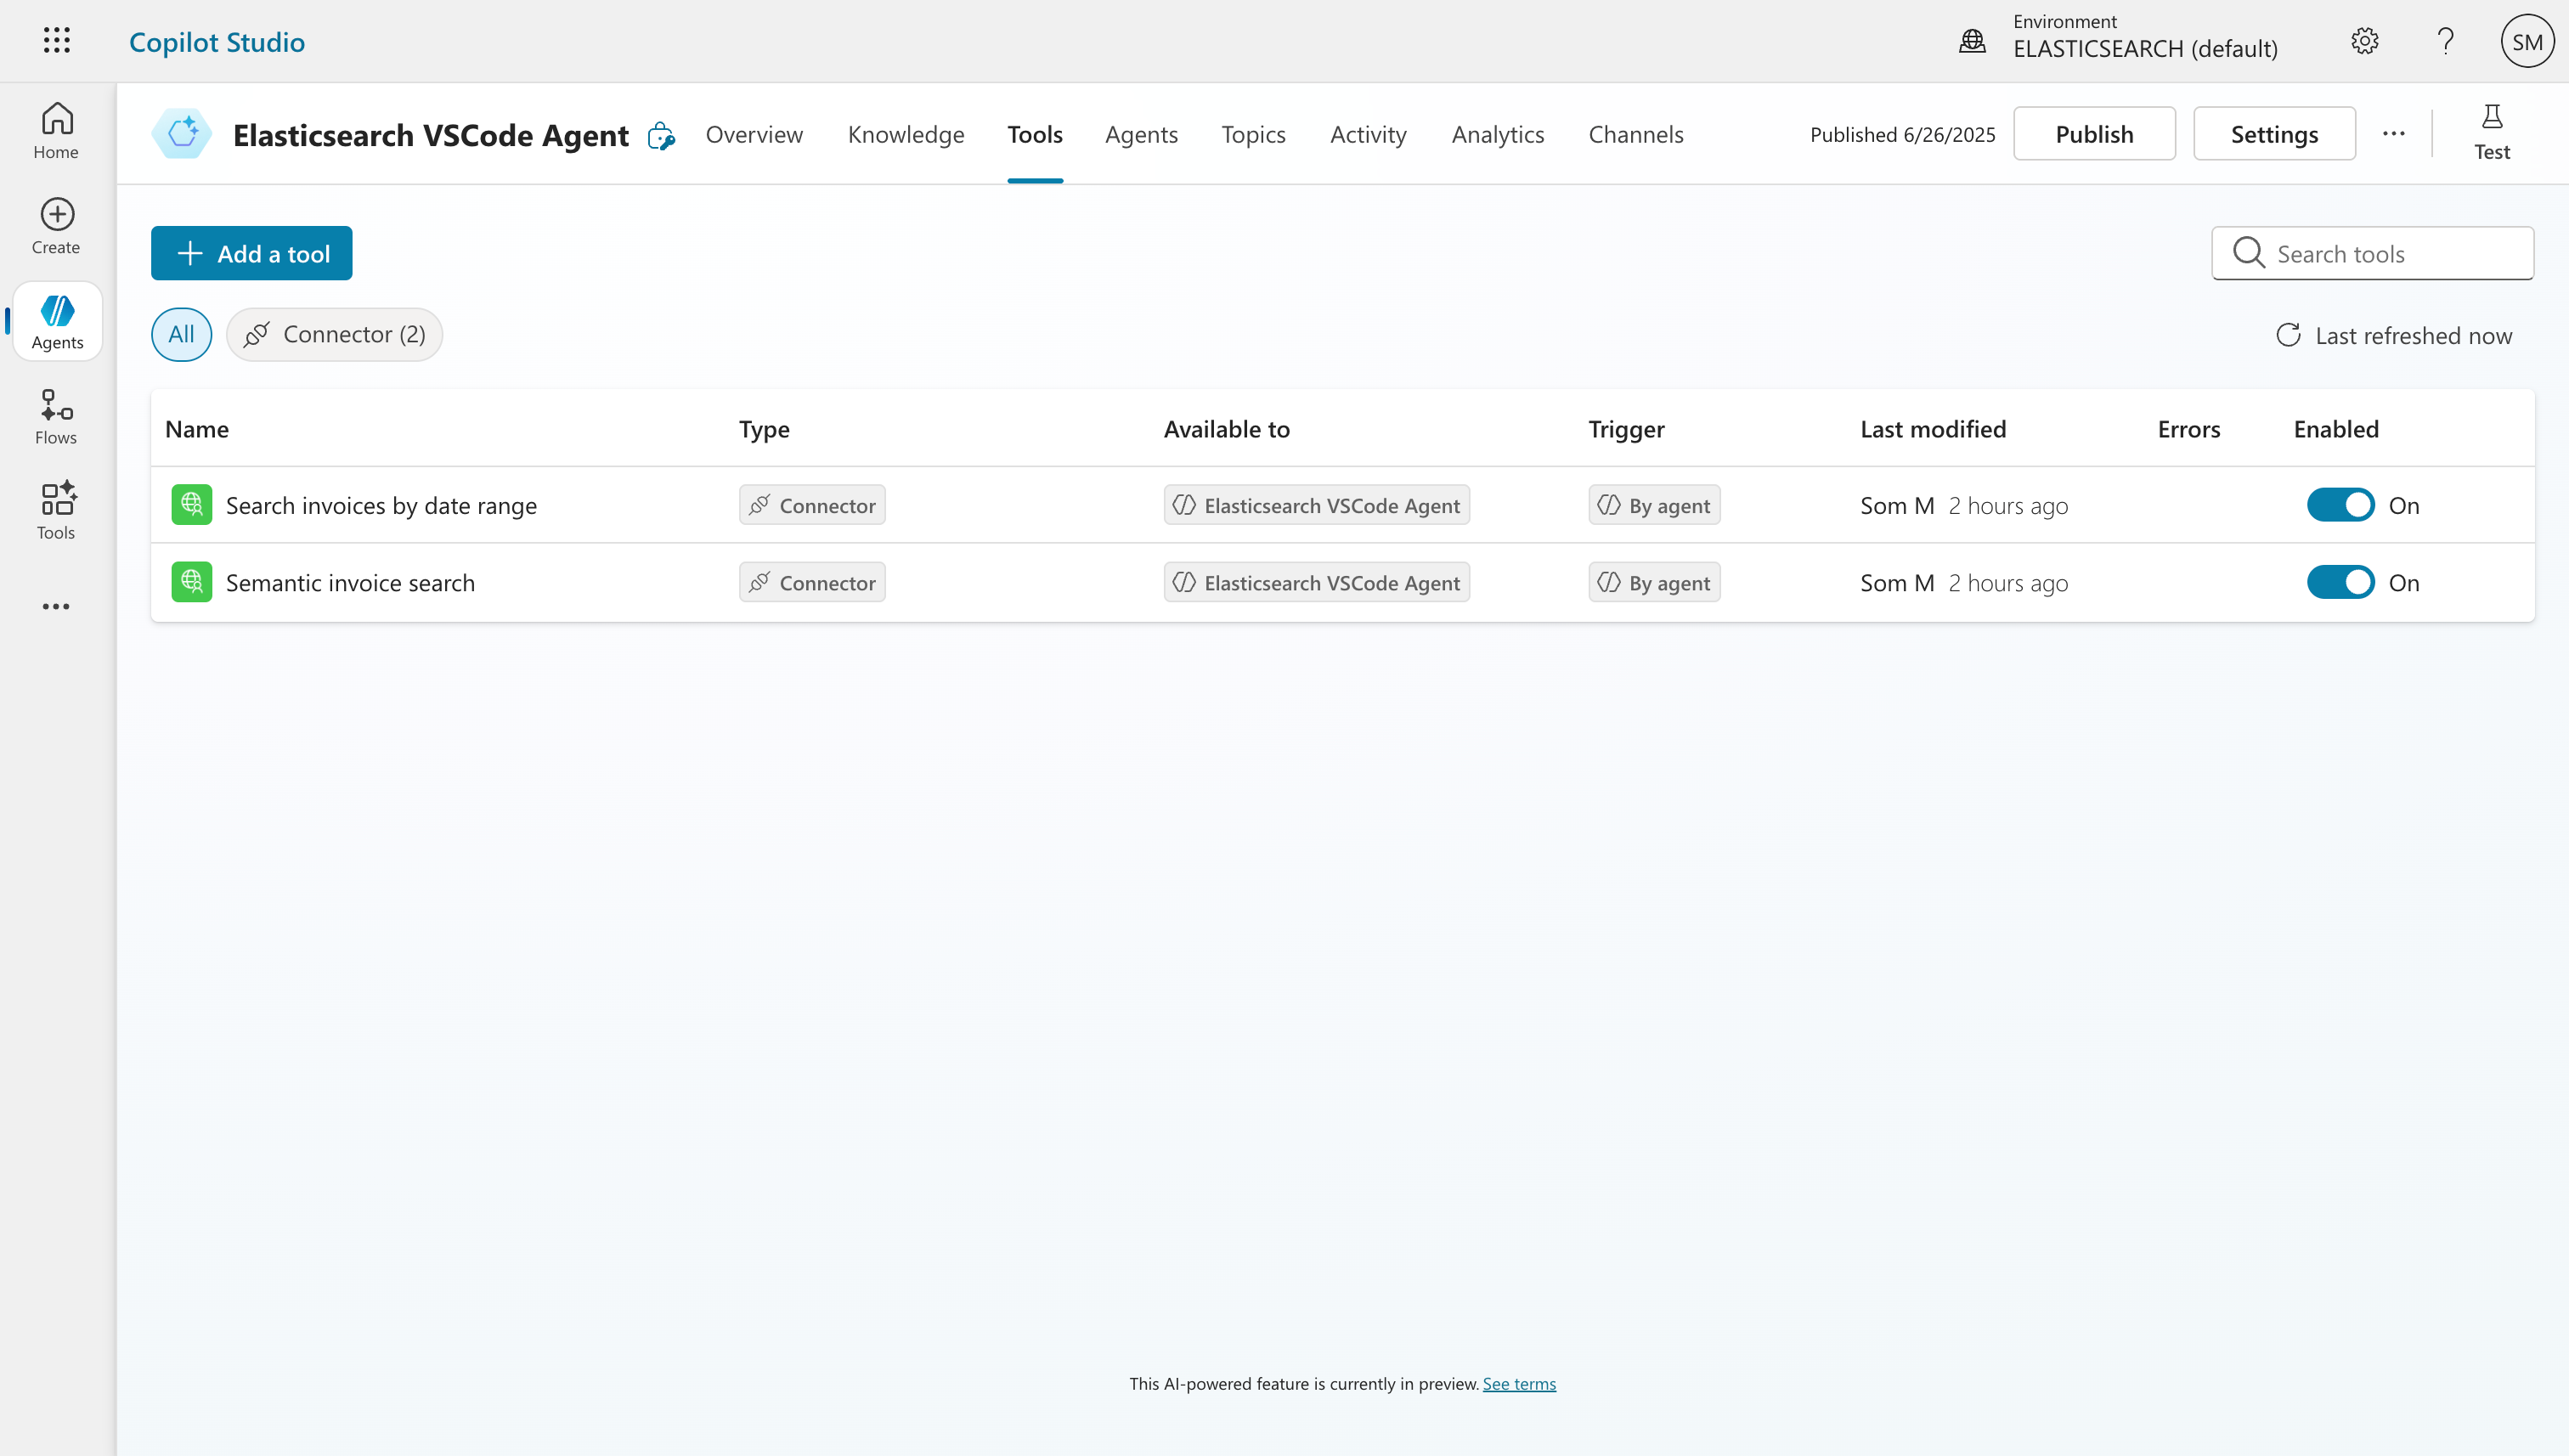 Copilot Studio
Environment
ELASTICSEARCH (default)
SM
Home
Create
Agents
Flows
Tools
Elasticsearch VSCode Agent
Overview
Knowledge
Tools
Agents
Topics
Activity
Analytics
Channels
Published 6/26/2025
Publish
Settings
Test
Add a tool
Search tools
All
Connector (2)
Last refreshed now
Name Type Available to Trigger Last modified Errors Enabled
Search invoices by date range Connector Elasticsearch VSCode Agent By agent Som M 2 hours ago On
Semantic invoice search Connector Elasticsearch VSCode Agent By agent Som M 2 hours ago On
This AI-powered feature is currently in preview. See terms